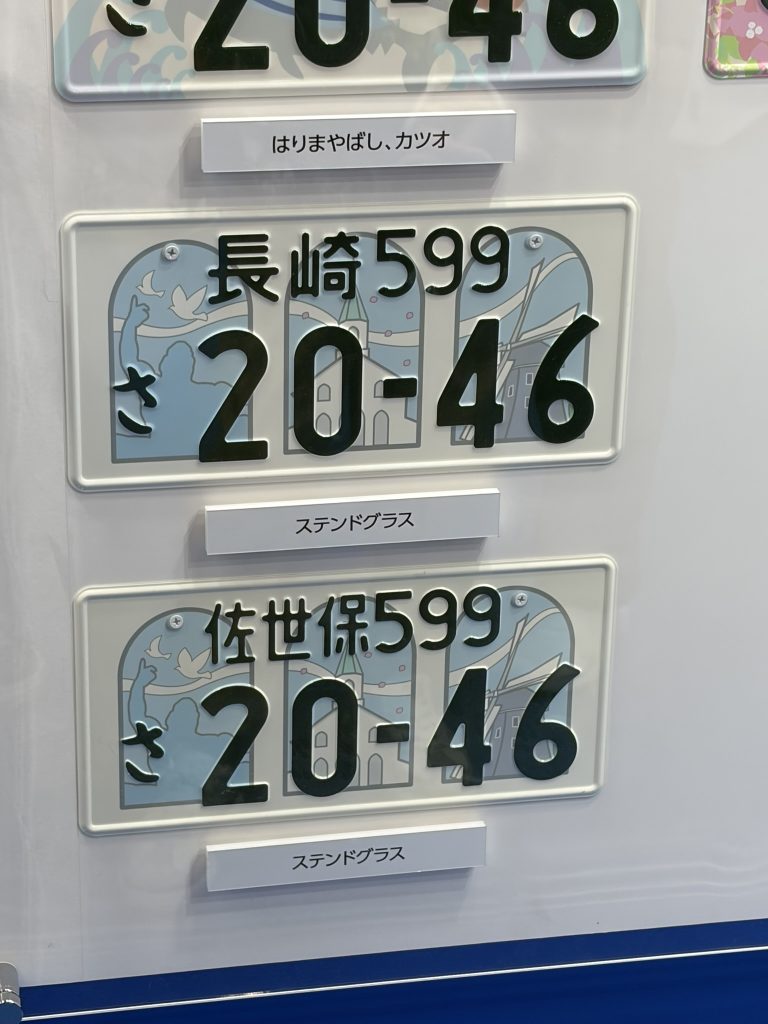 さ 20-46
はりまやばし、カツオ
長崎599
さ 20-46
ステンドグラス
佐世保599
さ 20-46
ステンドグラス